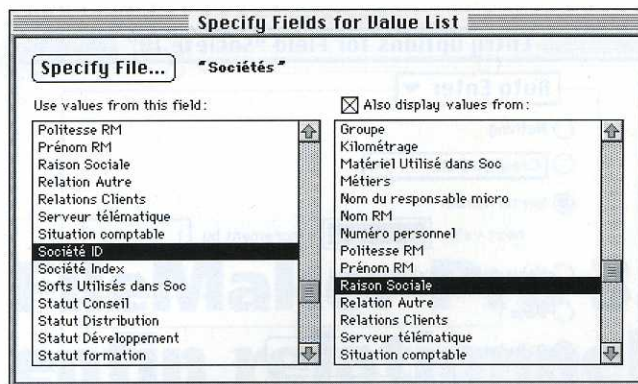 Specify Fields for Value List
Specify File... "Sociétés"
Use values from this field:
Politesse RM
Prénom RM
Raison Sociale
Relation Autre
Relations Clients
Serveur télématique
Situation comptable
Société ID
Société Index
Softs Utilisés dans Soc
Statut Conseil
Statut Distribution
Statut Développement
Statut formation
Also display values from:
Groupe
Kilométrage
Matériel Utilisé dans Soc
Métiers
Nom du responsable micro
Nom RM
Numéro personnel
Politesse RM
Prénom RM
Raison Sociale
Relation Autre
Relations Clients
Serveur télématique
Situation comptable